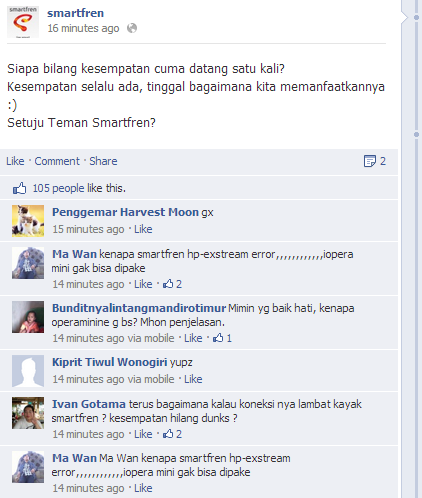 smartfren
smartfren
16 minutes ago
Siapa bilang kesempatan cuma datang satu kali?
Kesempatan selalu ada, tinggal bagaimana kita memanfaatkannya
:)
Setuju Teman Smartfren?
Like · Comment · Share 2
105 people like this.
Penggemar Harvest Moon gx
15 minutes ago · Like
Ma Wan kenapa smartfren hp-exstream error,,,,,,,,,,,,iopera
mini gak bisa dipake
14 minutes ago · Like · 2
Bunditnyalintangmandirotimur Mimin yg baik hati, kenapa
operaminine g bs? Mhon penjelasan.
14 minutes ago via mobile · Like · 1
Kiprit Tiwul Wonogiri yupz
14 minutes ago via mobile · Like
Ivan Gotama terus bagaimana kalau koneksi nya lambat kayak
smartfren ? kesempatan hilang dunks ?
14 minutes ago · Like · 2
Ma Wan Ma Wan kenapa smartfren hp-exstream
error,,,,,,,,,,,,iopera mini gak bisa dipake
14 minutes ago · Like